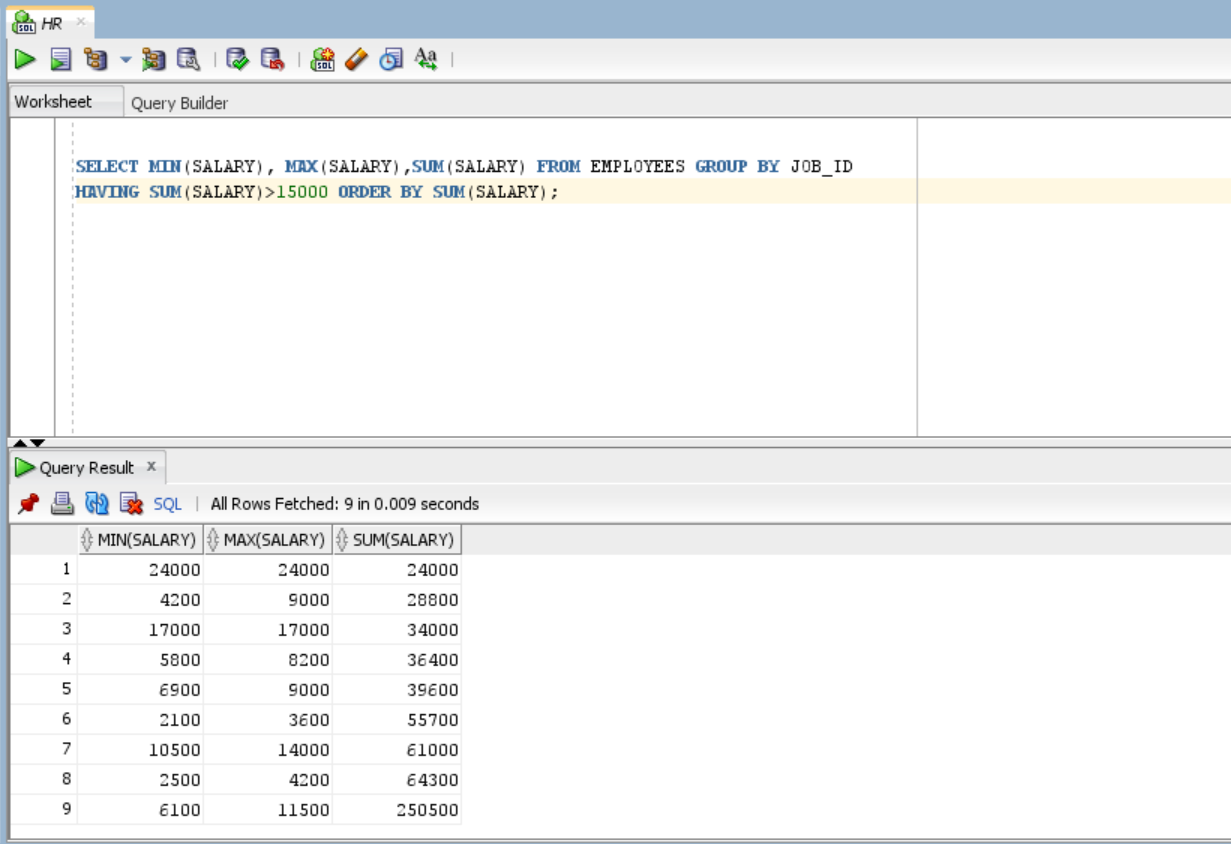 HR
Worksheet Query Builder
SELECT MIN(SALARY), MAX(SALARY),SUM(SALARY) FROM EMPLOYEES GROUP BY JOB_ID
HAVING SUM(SALARY)>15000 ORDER BY SUM(SALARY);
Query Result x
SQL | All Rows Fetched: 9 in 0.009 seconds
MIN(SALARY) MAX(SALARY) SUM(SALARY)
1 24000 24000 24000
2 4200 9000 28800
3 17000 17000 34000
4 5800 8200 36400
5 6900 9000 39600
6 2100 3600 55700
7 10500 14000 61000
8 2500 4200 64300
9 6100 11500 250500